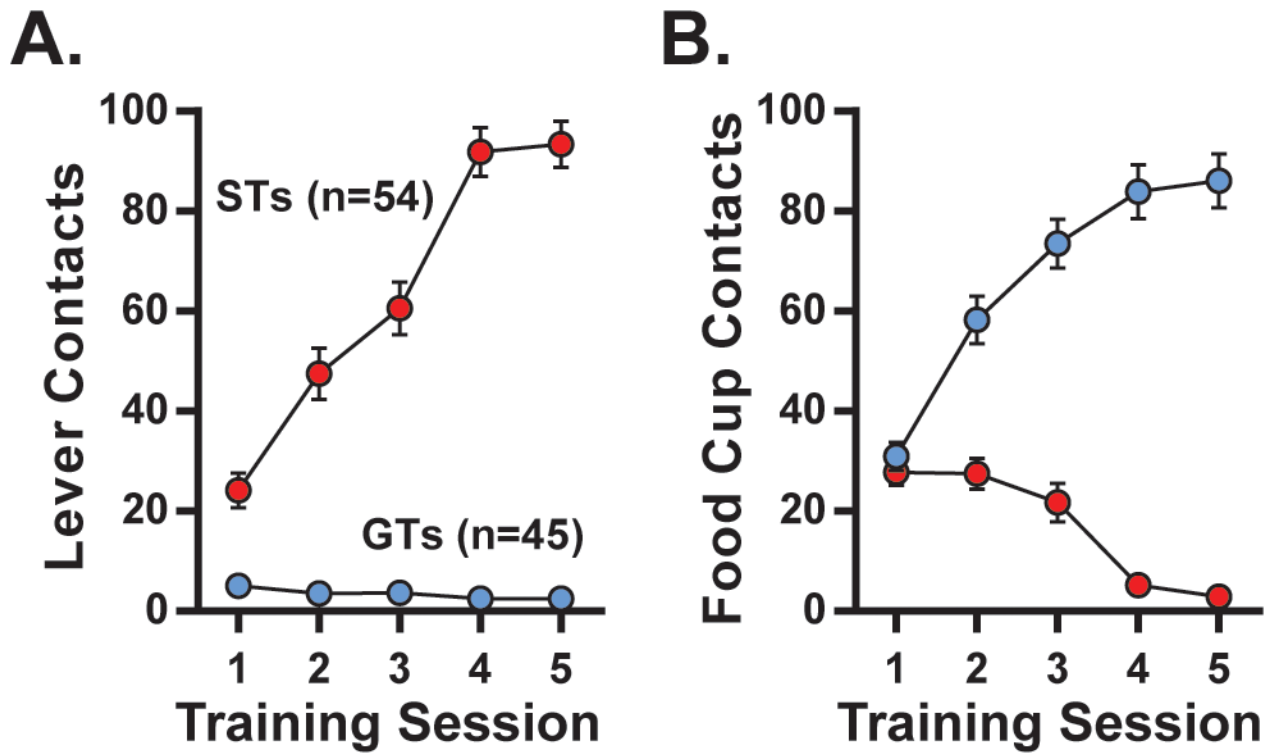 A.
B.
Lever Contacts
100
80
60
40
20
0
STs (n=54)
GTs (n=45)
1 2 3 4 5
Training Session
Food Cup Contacts
100
80
60
40
20
0
1 2 3 4 5
Training Session